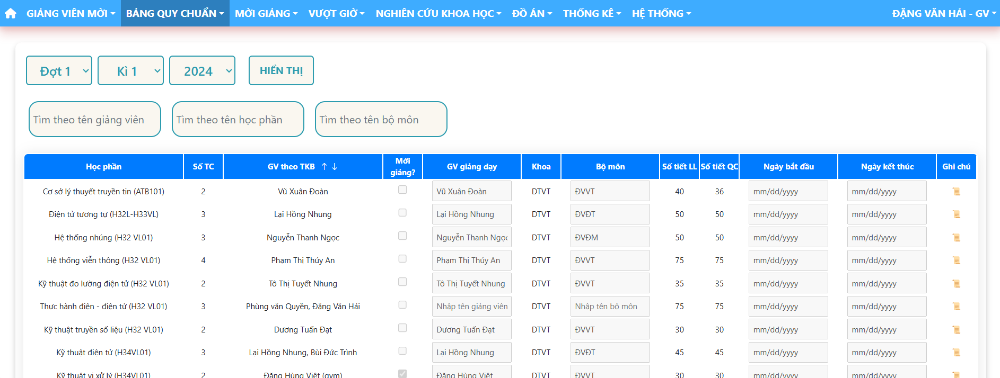 GIẢNG VIÊN MỜI BẢNG QUY CHUẨN MỜI GIẢNG VƯỢT GIỜ NGHIÊN CỨU KHOA HỌC ĐỒ ÁN THỐNG KÊ HỆ THỐNG ĐẶNG VĂN HẢI - GV
Đợt 1 Kì 1 2024 HIỂN THỊ
Tìm theo tên giảng viên Tìm theo tên học phần Tìm theo tên bộ môn
Học phần Số TC GV theo TKB ↑ ↓ Mời giảng? GV giảng dạy Khoa Bộ môn Số tiết LL Số tiết QC Ngày bắt đầu Ngày kết thúc Ghi chú
Cơ sở lý thuyết truyền tin (ATB101) 2 Vũ Xuân Đoàn Vũ Xuân Đoàn DTVT ĐVVT 40 36 mm/dd/yyyy mm/dd/yyyy
Điện tử tương tự (H32L-H33VL) 3 Lại Hồng Nhung Lại Hồng Nhung DTVT ĐVĐT 50 50 mm/dd/yyyy mm/dd/yyyy
Hệ thống nhúng (H32 VL01) 3 Nguyễn Thanh Ngọc Nguyễn Thanh Ngọc DTVT ĐVĐM 50 50 mm/dd/yyyy mm/dd/yyyy
Hệ thống viễn thông (H32 VL01) 4 Phạm Thị Thúy An Phạm Thị Thúy An DTVT ĐVVT 75 75 mm/dd/yyyy mm/dd/yyyy
Kỹ thuật đo lường điện tử (H32 VL01) 2 Tô Thị Tuyết Nhung Tô Thị Tuyết Nhung DTVT ĐVVT 35 35 mm/dd/yyyy mm/dd/yyyy
Thực hành điện - điện tử (H32 VL01) 3 Phùng văn Quyền, Đặng Văn Hải Nhập tên giảng viên DTVT Nhập tên bộ môn 75 75 mm/dd/yyyy mm/dd/yyyy
Kỹ thuật truyền số liệu (H32 VL01) 2 Dương Tuấn Đạt Dương Tuấn Đạt DTVT ĐVVT 30 30 mm/dd/yyyy mm/dd/yyyy
Kỹ thuật điện tử (H34VL01) 3 Lại Hồng Nhung, Bùi Đức Trình Lại Hồng Nhung DTVT ĐVĐT 45 45 mm/dd/yyyy mm/dd/yyyy
Kỹ thuật vi xử lý (H34VL01) 2 Đặng Hùng Việt (gvm) Đặng Hùng Việt DTVT ĐVVT 30 30 mm/dd/yyyy mm/dd/yyyy